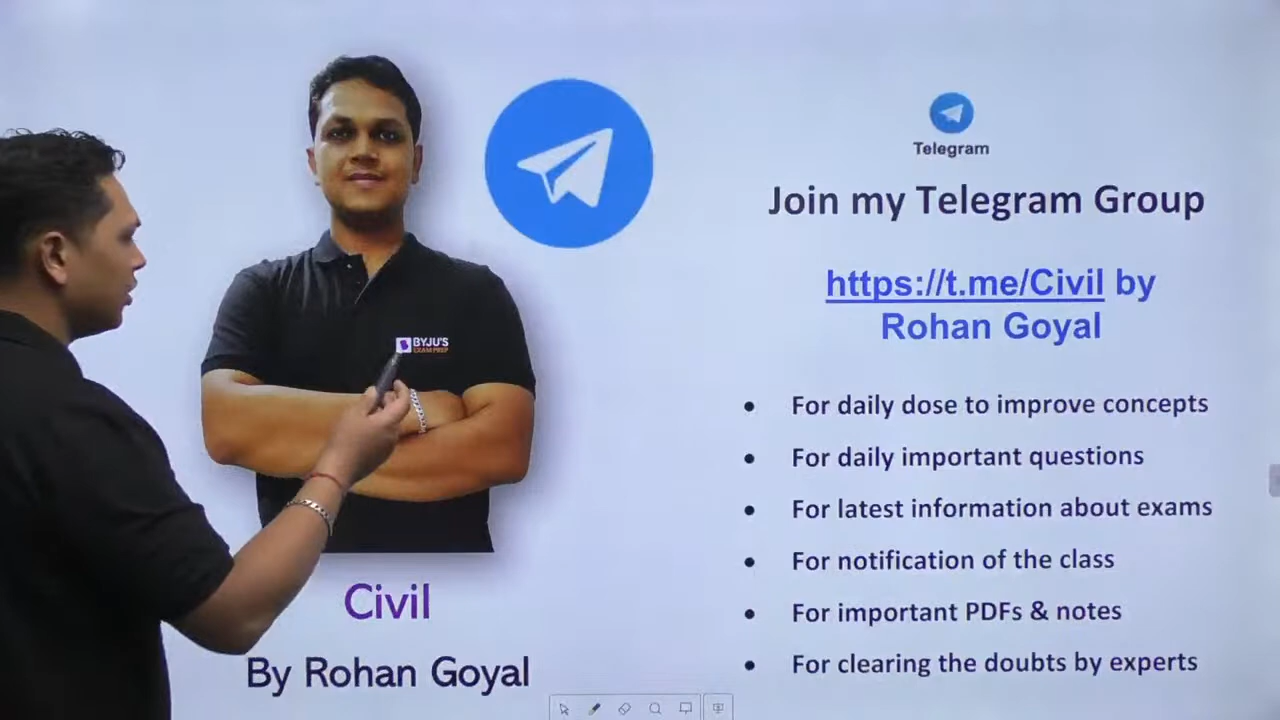 Telegram
Join my Telegram Group
https://t.me/Civil by
Rohan Goyal
• For daily dose to improve concepts
• For daily important questions
• For latest information about exams
• For notification of the class
• For important PDFs & notes
• For clearing the doubts by experts
BYJU'S
EXAM PREP
Civil
By Rohan Goyal